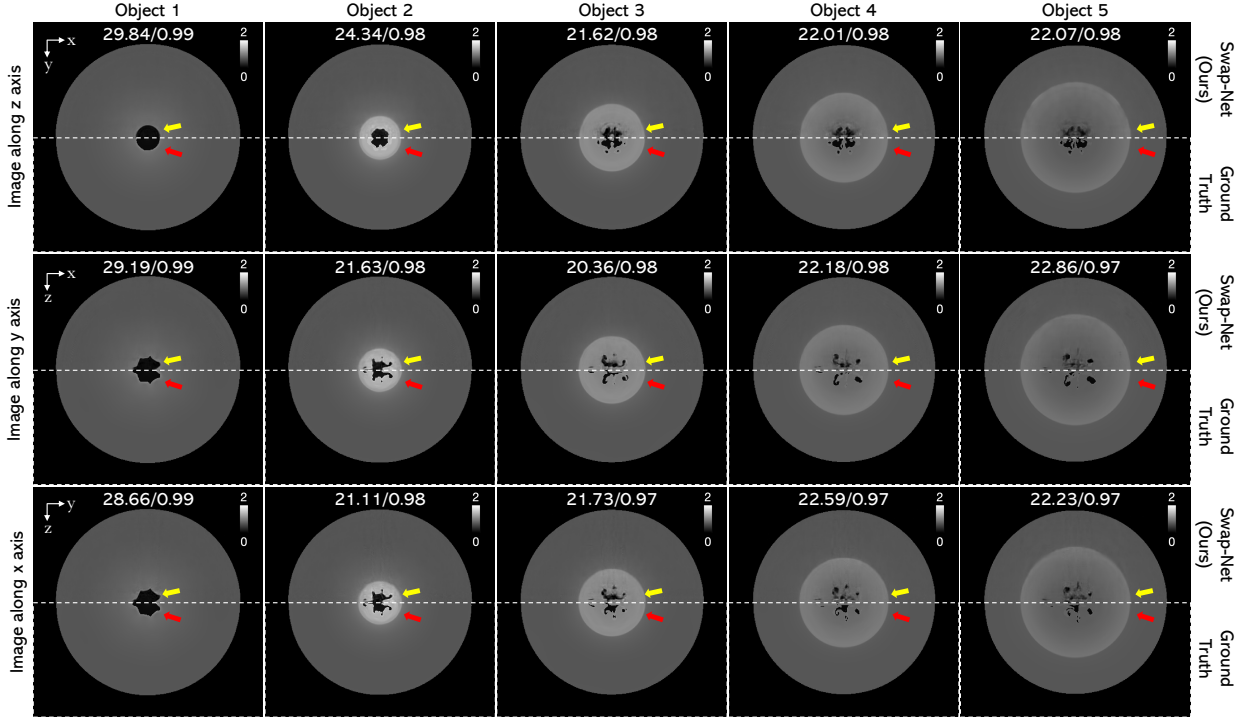 Object 1 Object 2 Object 3 Object 4 Object 5
Image along z axis
x
y
29.84/0.99 2 0
24.34/0.98 2 0
21.62/0.98 2 0
22.01/0.98 2 0
22.07/0.98 2 0
Swap-Net
(Ours)
Ground
Truth
Image along y axis
x
z
29.19/0.99 2 0
21.63/0.98 2 0
20.36/0.98 2 0
22.18/0.98 2 0
22.86/0.97 2 0
Swap-Net
(Ours)
Ground
Truth
Image along x axis
y
z
28.66/0.99 2 0
21.11/0.98 2 0
21.73/0.97 2 0
22.59/0.97 2 0
22.23/0.97 2 0
Swap-Net
(Ours)
Ground
Truth